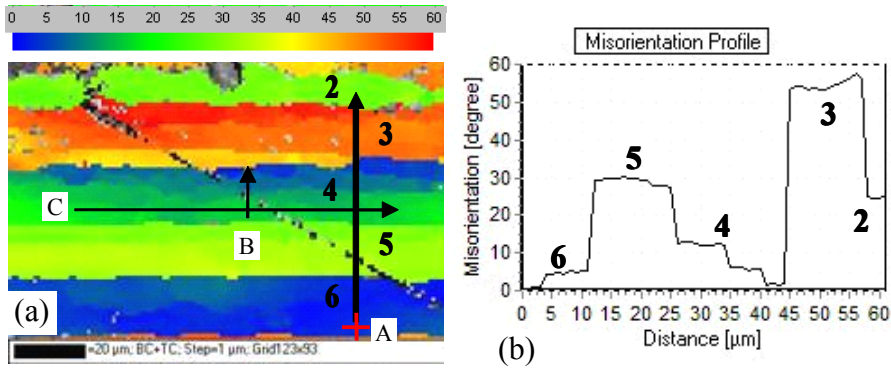 0 5 10 15 20 25 30 35 40 45 50 55 60
2
3
4
C
B
5
6
(a)
A
=20 µm; BC+TC; Step=1 µm; Grid123x93
Misorientation Profile
Misorientation [degree]
60
50
40
30
20
10
0
6
5
4
3
2
0 5 10 15 20 25 30 35 40 45 50 55 60
Distance [µm]
(b)